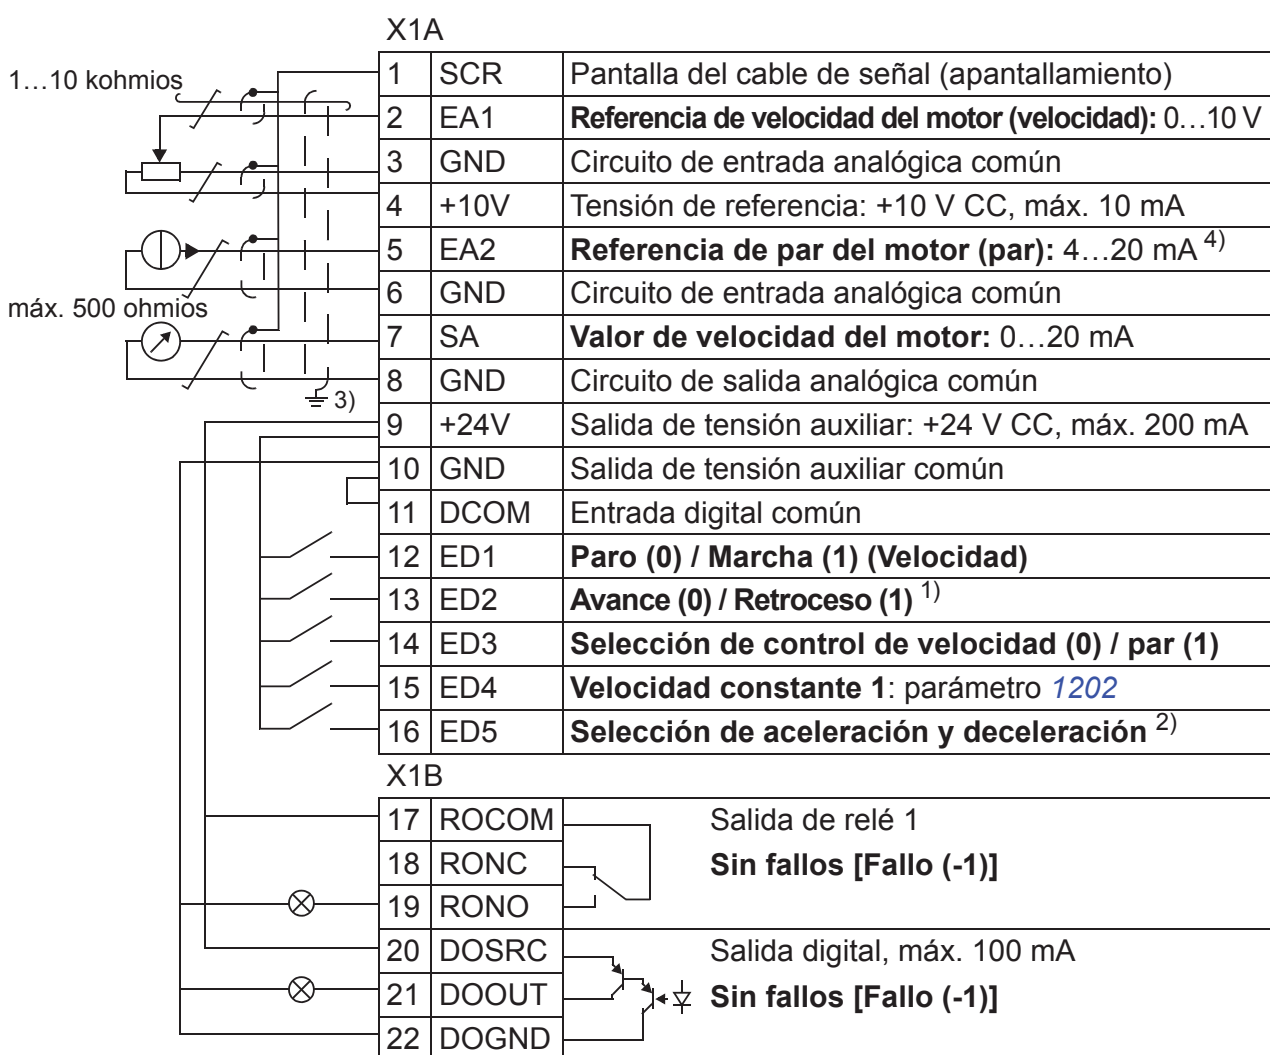 X1A
1…10 kohmios
1 SCR Pantalla del cable de señal (apantallamiento)
2 EA1 Referencia de velocidad del motor (velocidad): 0…10 V
3 GND Circuito de entrada analógica común
4 +10V Tensión de referencia: +10 V CC, máx. 10 mA
5 EA2 Referencia de par del motor (par): 4…20 mA 4)
6 GND Circuito de entrada analógica común
máx. 500 ohmios
7 SA Valor de velocidad del motor: 0…20 mA
8 GND Circuito de salida analógica común
3)
9 +24V Salida de tensión auxiliar: +24 V CC, máx. 200 mA
10 GND Salida de tensión auxiliar común
11 DCOM Entrada digital común
12 ED1 Paro (0) / Marcha (1) (Velocidad)
13 ED2 Avance (0) / Retroceso (1) 1)
14 ED3 Selección de control de velocidad (0) / par (1)
15 ED4 Velocidad constante 1: parámetro 1202
16 ED5 Selección de aceleración y deceleración 2)
X1B
17 ROCOM Salida de relé 1
18 RONC Sin fallos [Fallo (-1)]
19 RONO
20 DOSRC Salida digital, máx. 100 mA
21 DOOUT Sin fallos [Fallo (-1)]
22 DOGND